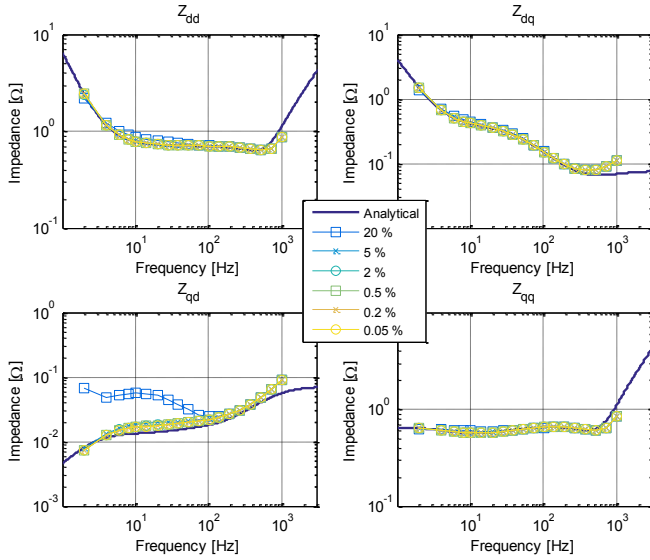 Z_dd
Z_dq
Impedance [Ω]
10^1
10^0
10^-1
10^1
10^2
10^3
Frequency [Hz]
Impedance [Ω]
10^1
10^0
10^-1
10^-2
10^1
10^2
10^3
Frequency [Hz]
Analytical
20 %
5 %
2 %
0.5 %
0.2 %
0.05 %
Z_qd
Z_qq
Impedance [Ω]
10^0
10^-1
10^-2
10^-3
10^1
10^2
10^3
Frequency [Hz]
Impedance [Ω]
10^1
10^0
10^-1
10^1
10^2
10^3
Frequency [Hz]